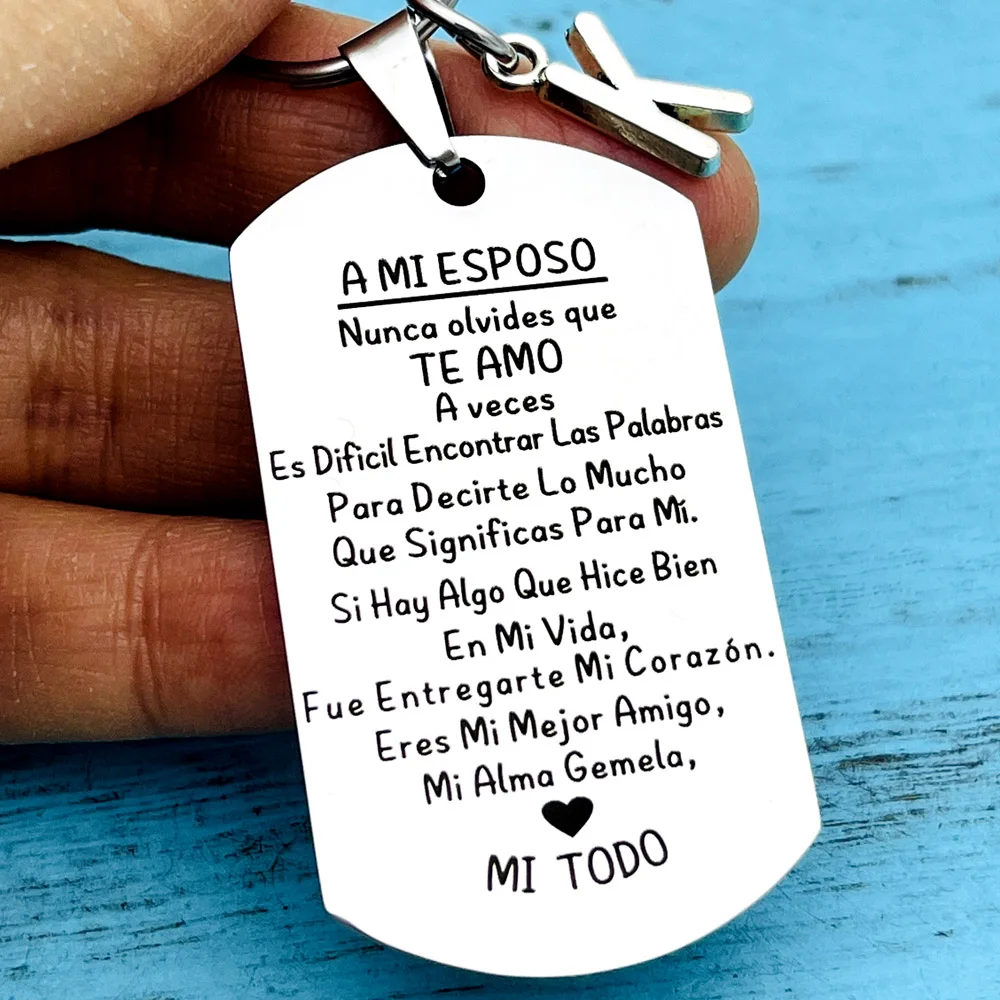 A MI ESPOSO
Nunca olvides que
TE AMO
A veces
Es Dificil Encontrar Las Palabras
Para Decirte Lo Mucho
Que Significas Para Mí.
Si Hay Algo Que Hice Bien
En Mi Vida,
Fue Entregarte Mi Corazón.
Eres Mi Mejor Amigo,
Mi Alma Gemela,
MI TODO